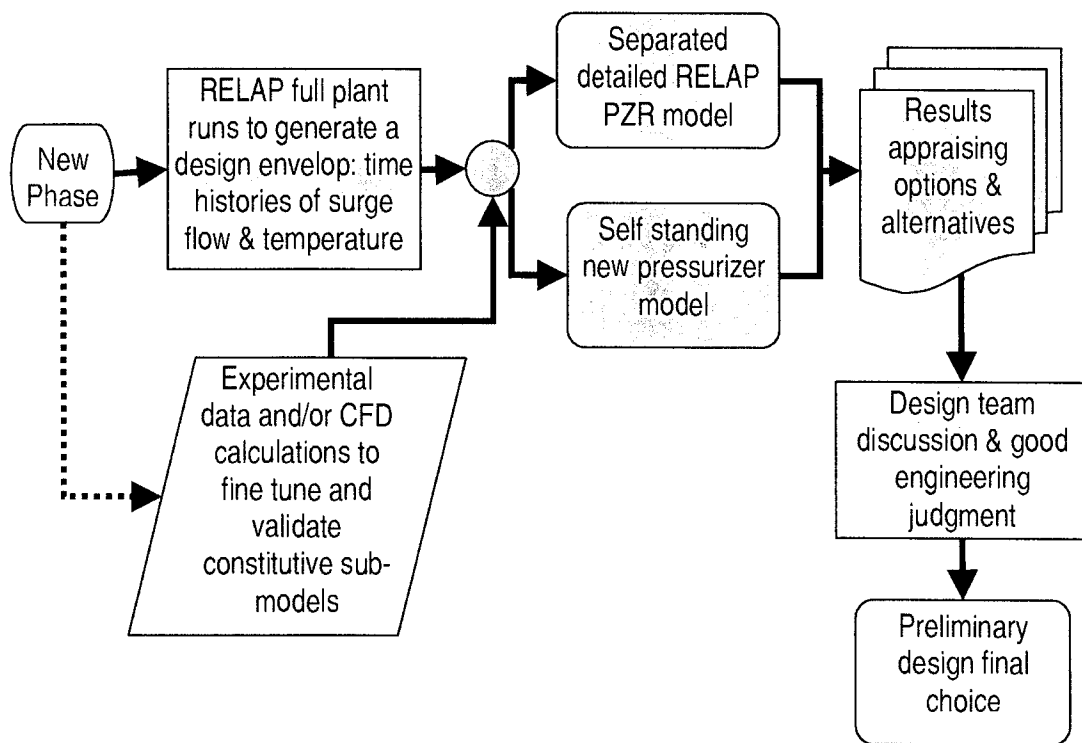 New
Phase
RELAP full plant
runs to generate a
design envelop: time
histories of surge
flow & temperature
Experimental
data and/or CFD
calculations to
fine tune and
validate
constitutive sub-
models
Separated
detailed RELAP
PZR model
Self standing
new pressurizer
model
Results
appraising
options &
alternatives
Design team
discussion & good
engineering
judgment
Preliminary
design final
choice